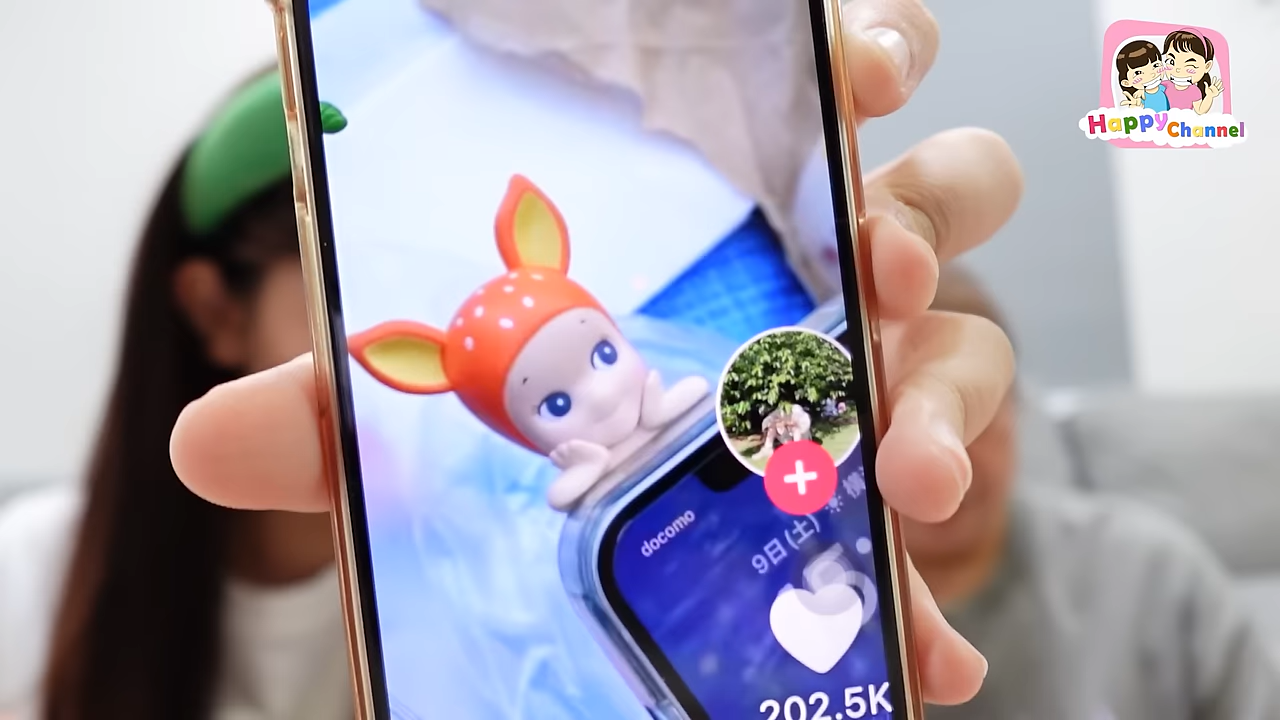 Happy Channel
docomo
9日(土)
202.5K